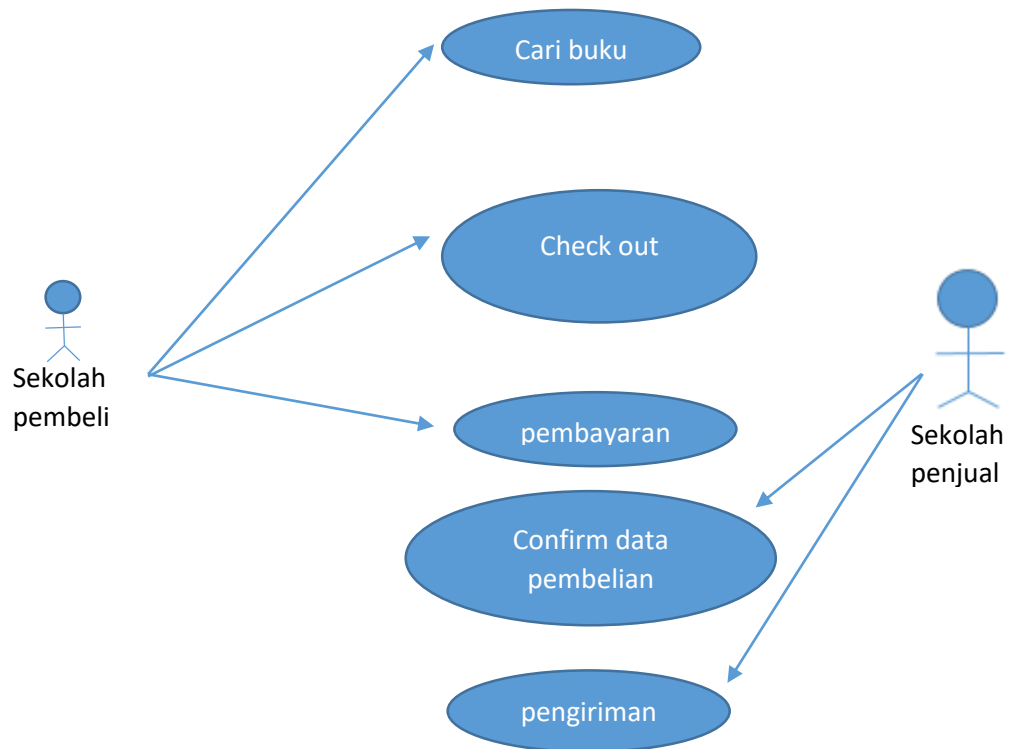 Cari buku
Check out
Sekolah
pembeli
pembayaran
Sekolah
penjual
Confirm data
pembelian
pengiriman